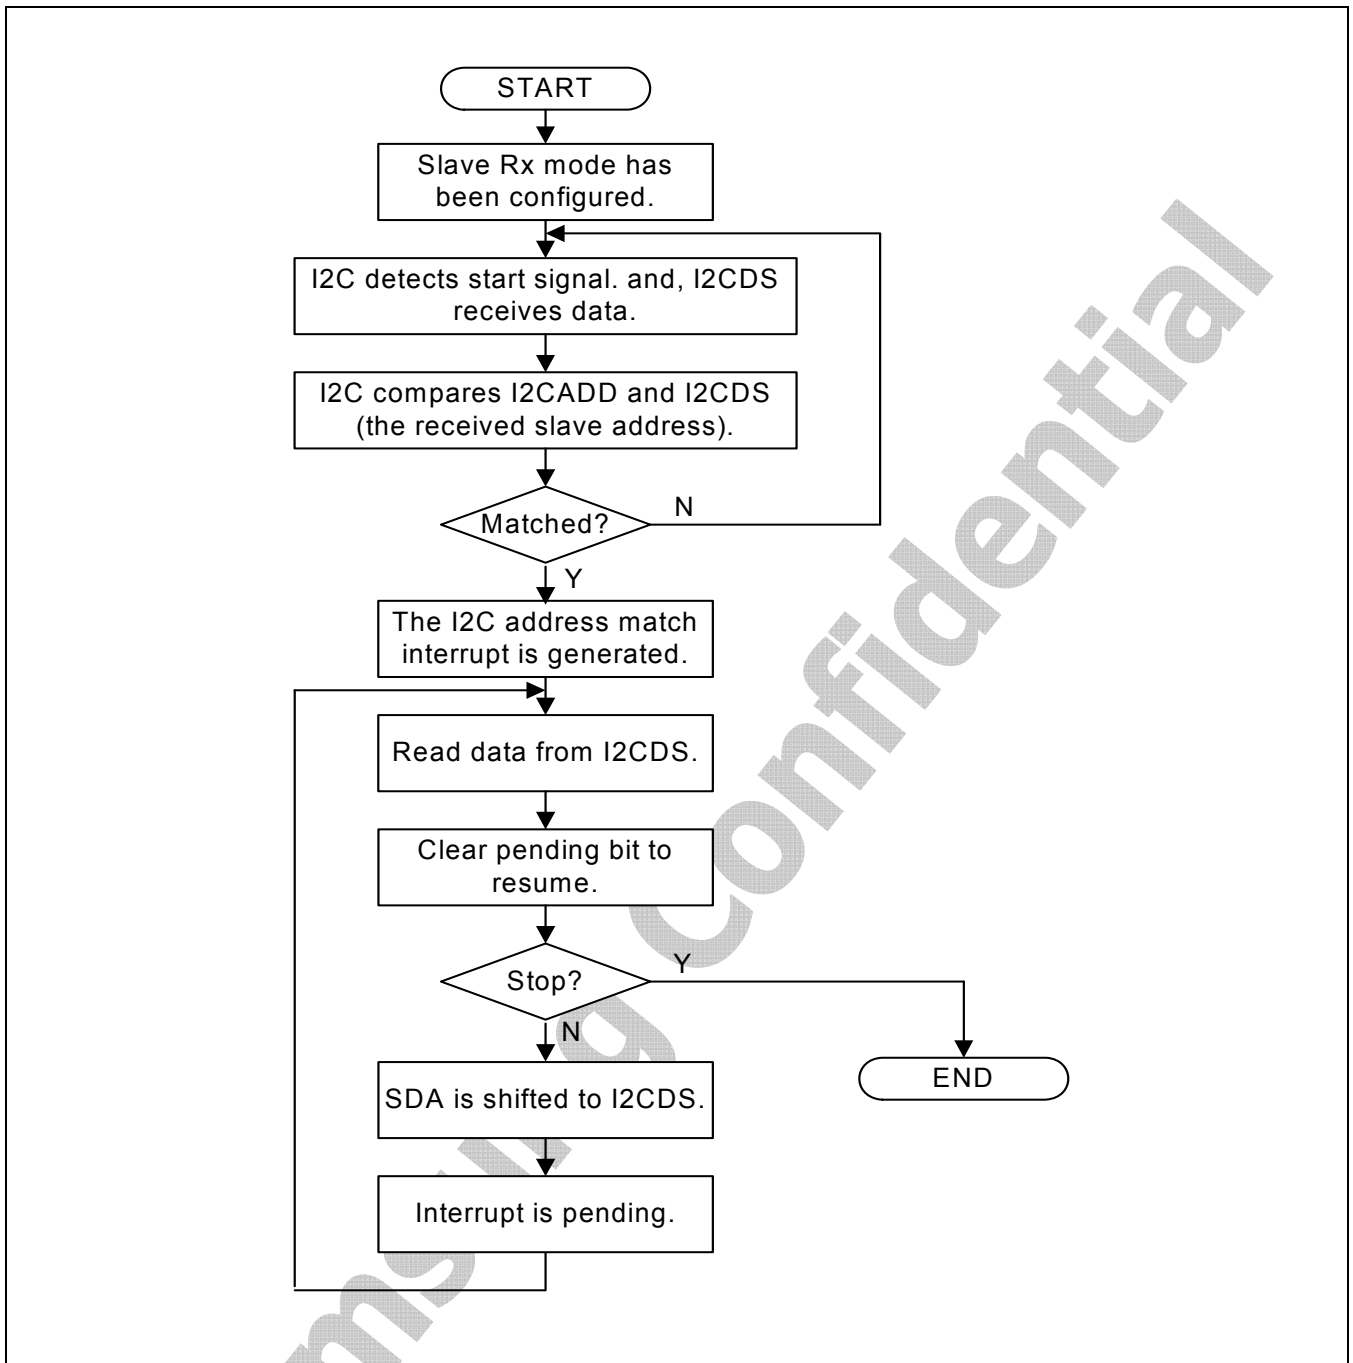 START
Slave Rx mode has
been configured.
I2C detects start signal. and, I2CDS
receives data.
I2C compares I2CADD and I2CDS
(the received slave address).
Matched?
N
Y
The I2C address match
interrupt is generated.
Read data from I2CDS.
Clear pending bit to
resume.
Stop?
Y
N
SDA is shifted to I2CDS.
END
Interrupt is pending.
msung Confidential